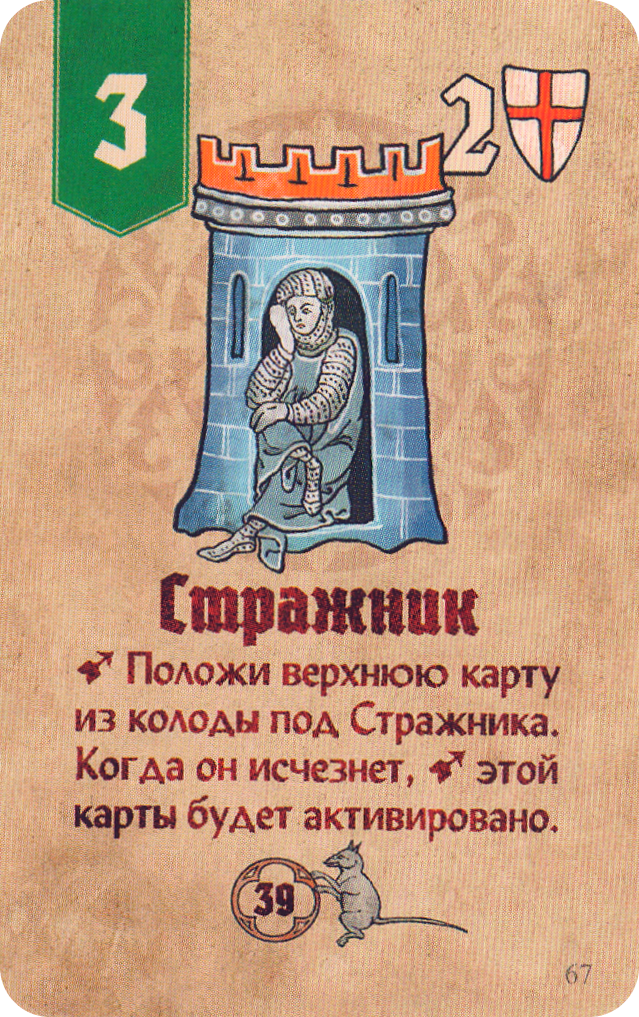 3
2
Стражник
Положи верхнюю карту
из колоды под Стражника.
Когда он исчезнет, этой
карты будет активировано.
39
67